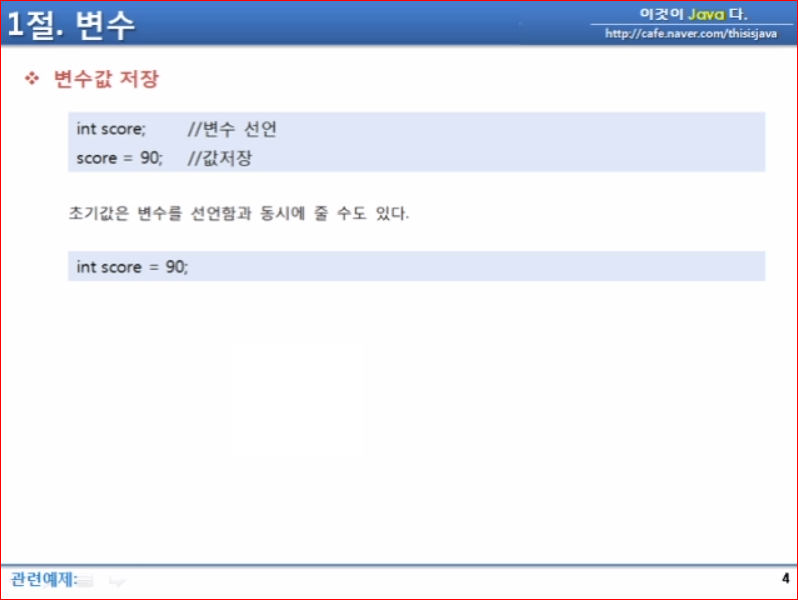 1절. 변수
이것이 Java 다.
http://cafe.naver.com/thisisjava
❖ 변수값 저장
int score; //변수 선언
score = 90; //값저장
초기값은 변수를 선언함과 동시에 줄 수도 있다.
int score = 90;
관련예제:
4